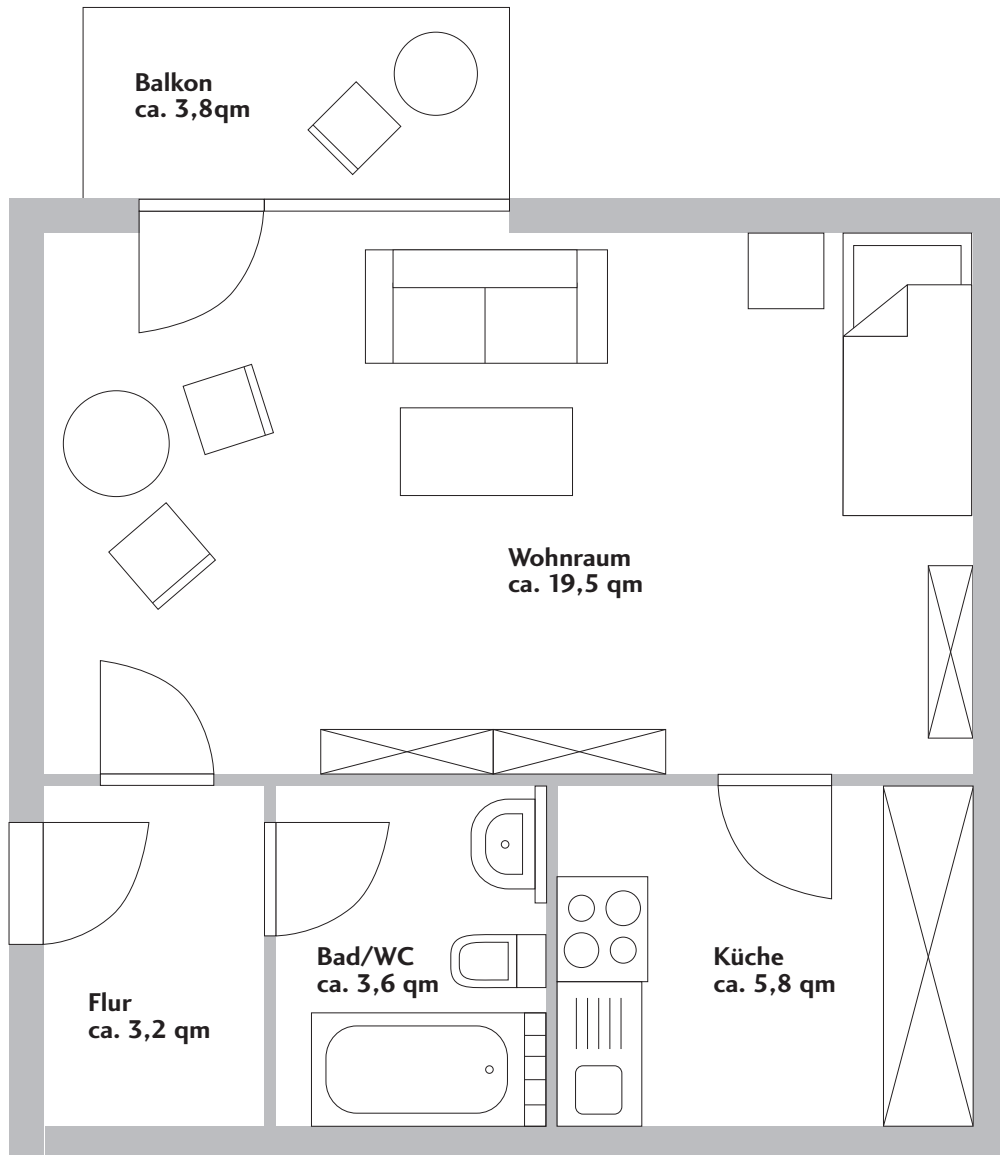 Balkon
ca. 3,8qm
Wohnraum
ca. 19,5 qm
Bad/WC
ca. 3,6 qm
Küche
ca. 5,8 qm
Flur
ca. 3,2 qm